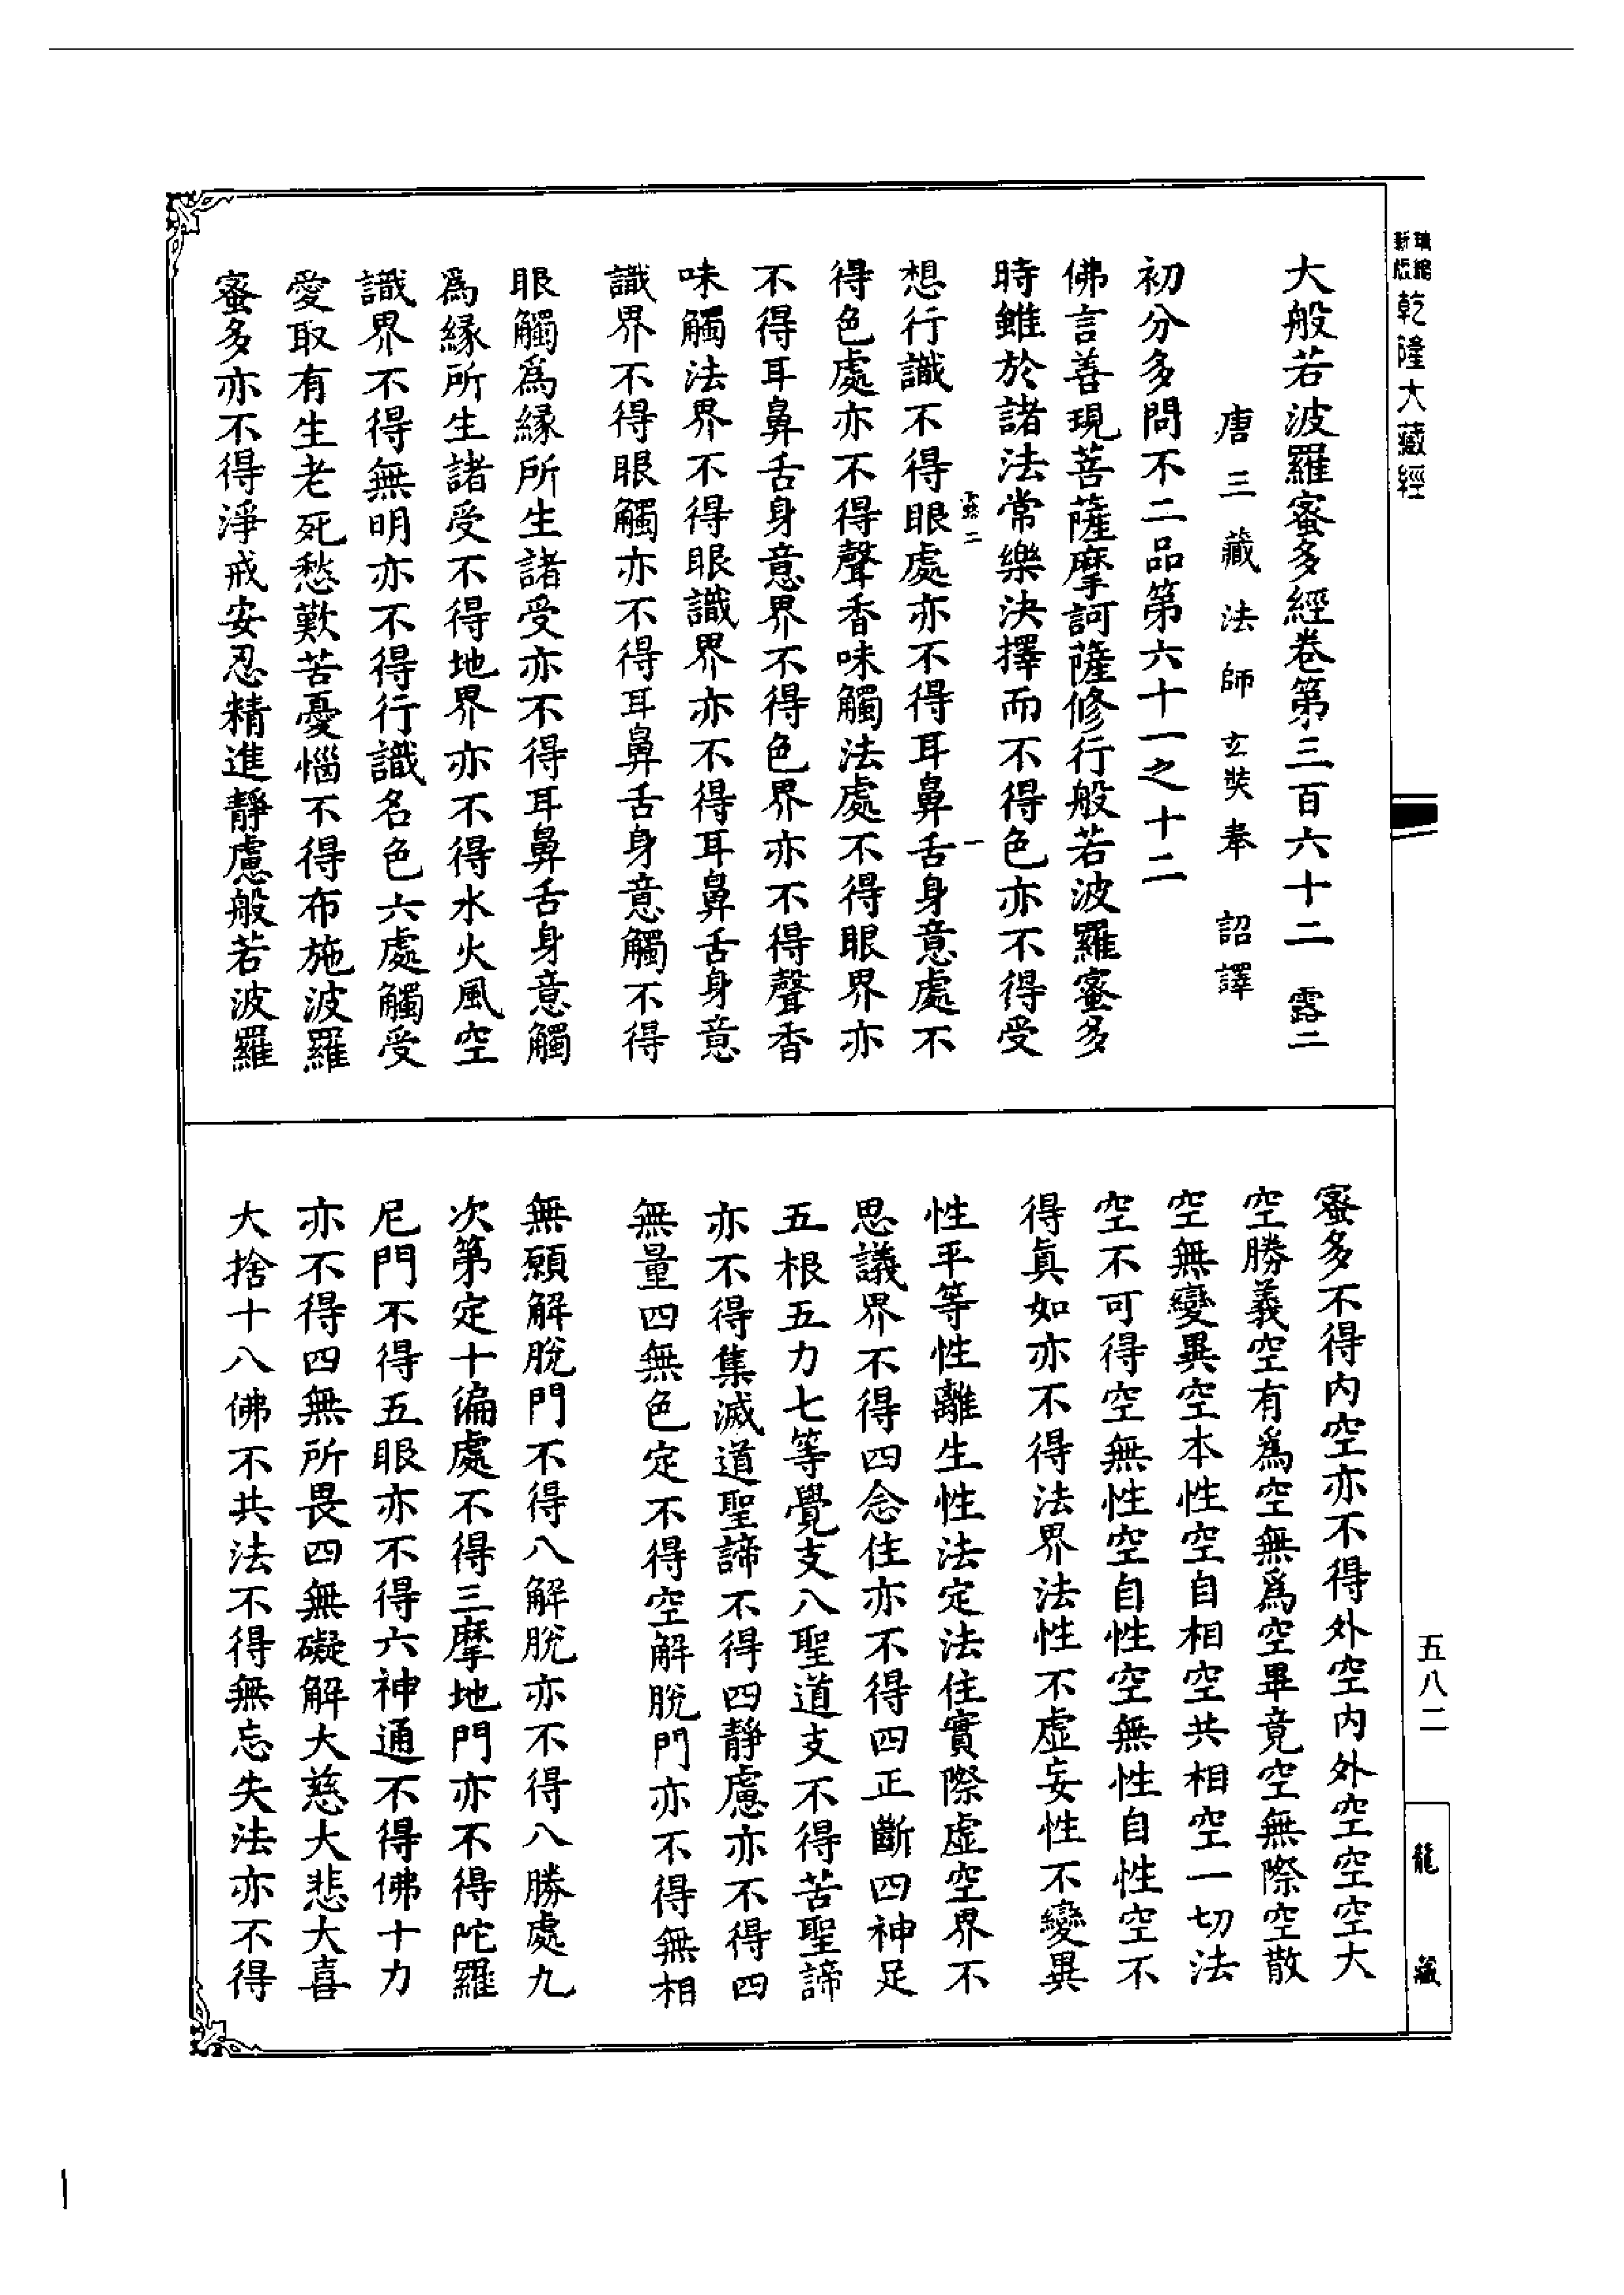 新版精縮乾隆大藏經
大般若波羅蜜多經卷第三百六十二 露二
唐三藏法師玄奘奉 詔譯
初分多問不二品第六十一之十二
佛言善現菩薩摩訶薩修行般若波羅蜜多
時雖於諸法常樂決擇而不得色亦不得受
露二 一
想行識不得眼處亦不得耳鼻舌身意處不
得色處亦不得聲香味觸法處不得眼界亦
不得耳鼻舌身意界不得色界亦不得聲香
味觸法界不得眼識界亦不得耳鼻舌身意
識界不得眼觸亦不得耳鼻舌身意觸不得
眼觸爲緣所生諸受亦不得耳鼻舌身意觸
爲緣所生諸受不得地界亦不得水火風空
識界不得無明亦不得行識名色六處觸受
愛取有生老死愁歎苦憂惱不得布施波羅
蜜多亦不得淨戒安忍精進靜慮般若波羅
蜜多不得內空亦不得外空內外空空空大
空勝義空有爲空無爲空畢竟空無際空散
空無變異空本性空自相空共相空一切法
空不可得空無性空自性空無性自性空不
得眞如亦不得法界法性不虛妄性不變異
性平等性離生性法定法住實際虛空界不
思議界不得四念住亦不得四正斷四神足
五根五力七等覺支八聖道支不得苦聖諦
亦不得集滅道聖諦不得四靜慮亦不得四
無量四無色定不得空解脫門亦不得無相
無願解脫門不得八解脫亦不得八勝處九
次第定十徧處不得三摩地門亦不得陀羅
尼門不得五眼亦不得六神通不得佛十力
亦不得四無所畏四無礙解大慈大悲大喜
大捨十八佛不共法不得無忘失法亦不得
五八二
龍藏